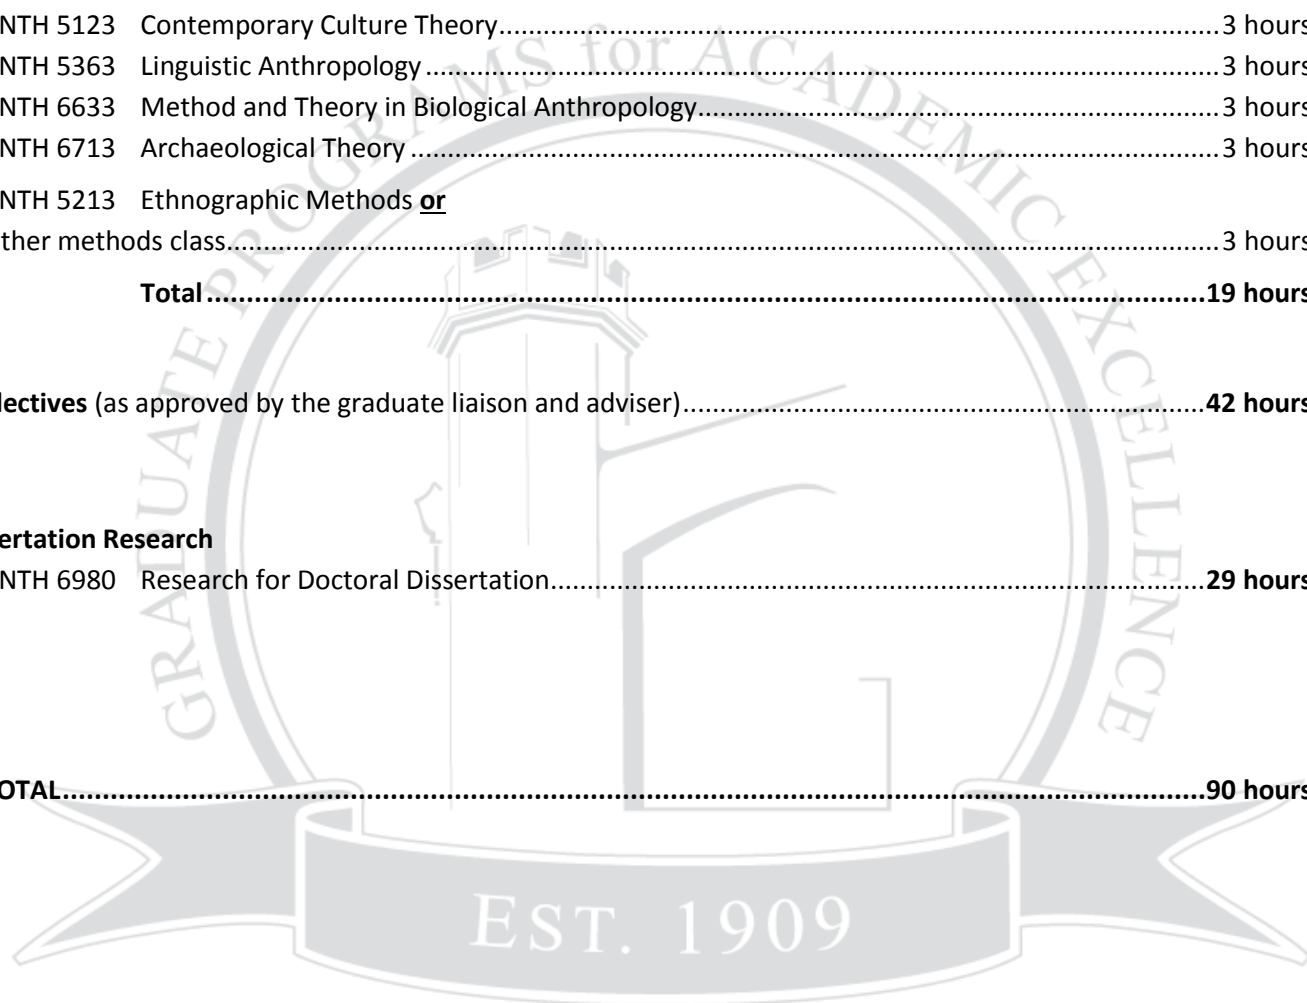 NTH 5123 Contemporary Culture Theory....................3 hours
NTH 5363 Linguistic Anthropology....................3 hours
NTH 6633 Method and Theory in Biological Anthropology....................3 hours
NTH 6713 Archaeological Theory....................3 hours
NTH 5213 Ethnographic Methods or
ther methods class....................3 hours
Total....................19 hours
lectives (as approved by the graduate liaison and adviser)....................42 hours
ertation Research
NTH 6980 Research for Doctoral Dissertation....................29 hours
OTAL....................90 hours
GRADUATE PROGRAMS for ACADEMIC EXCELLENCE
EST. 1909